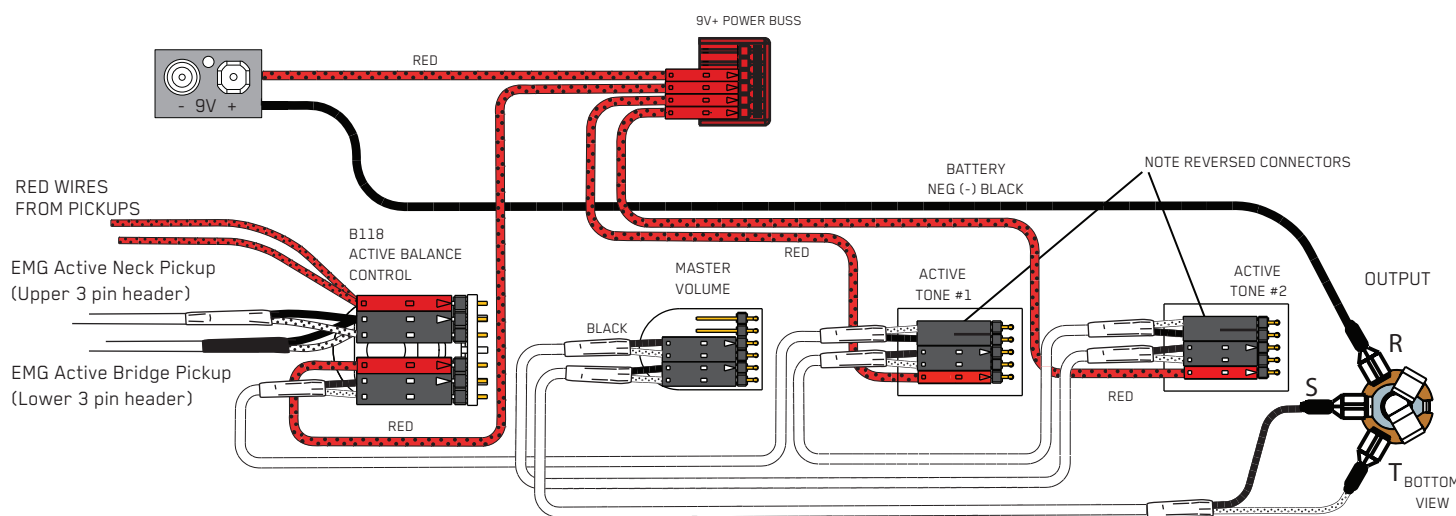 9V+ POWER BUSS
RED
- 9V +
BATTERY
NEG (-) BLACK
NOTE REVERSED CONNECTORS
RED WIRES
FROM PICKUPS
B118
ACTIVE BALANCE
CONTROL
EMG Active Neck Pickup
(Upper 3 pin header)
MASTER
VOLUME
RED
ACTIVE
TONE #1
ACTIVE
TONE #2
OUTPUT
BLACK
R
EMG Active Bridge Pickup
(Lower 3 pin header)
S
RED
RED
T
BOTTOM
VIEW